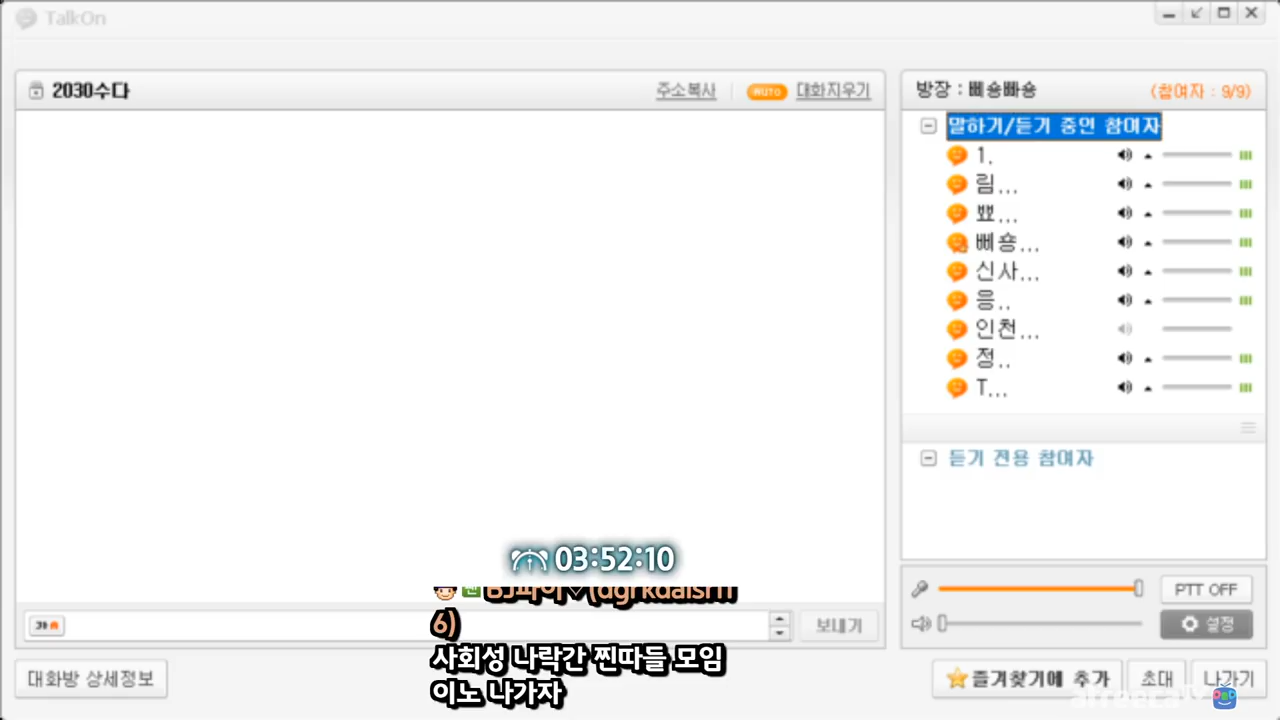 TalkOn
2030수다
주소복사
AUTO
대화지우기
방장 : 삐숑빠숑
(참여자 : 9/9)
말하기/듣기 중인 참여자
1.
림...
뾰...
삐숑...
신사...
응..
인천...
정..
T...
듣기 전용 참여자
03:52:10
6)
사회성 나락간 찐따들 모임
이노 나가자
가
보내기
PTT OFF
설정
대화방 상세정보
즐겨찾기에 추가
초대
나가기